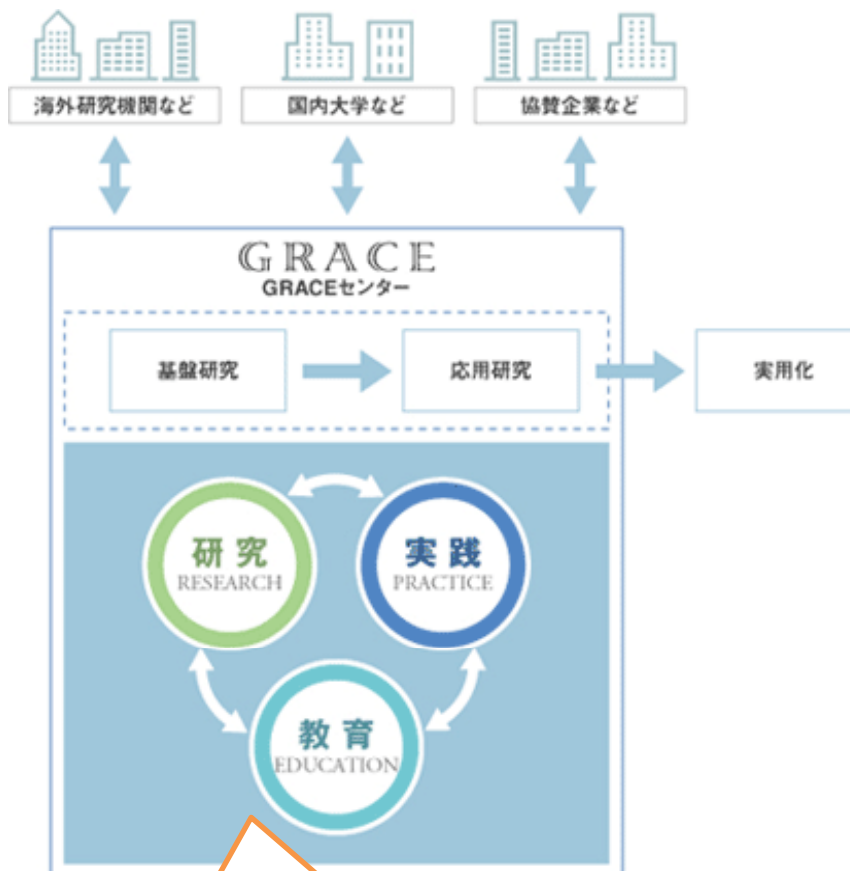 海外研究機関など
国内大学など
協賛企業など
GRACE
GRACEセンター
基盤研究
応用研究
実用化
研究
RESEARCH
実践
PRACTICE
教育
EDUCATION